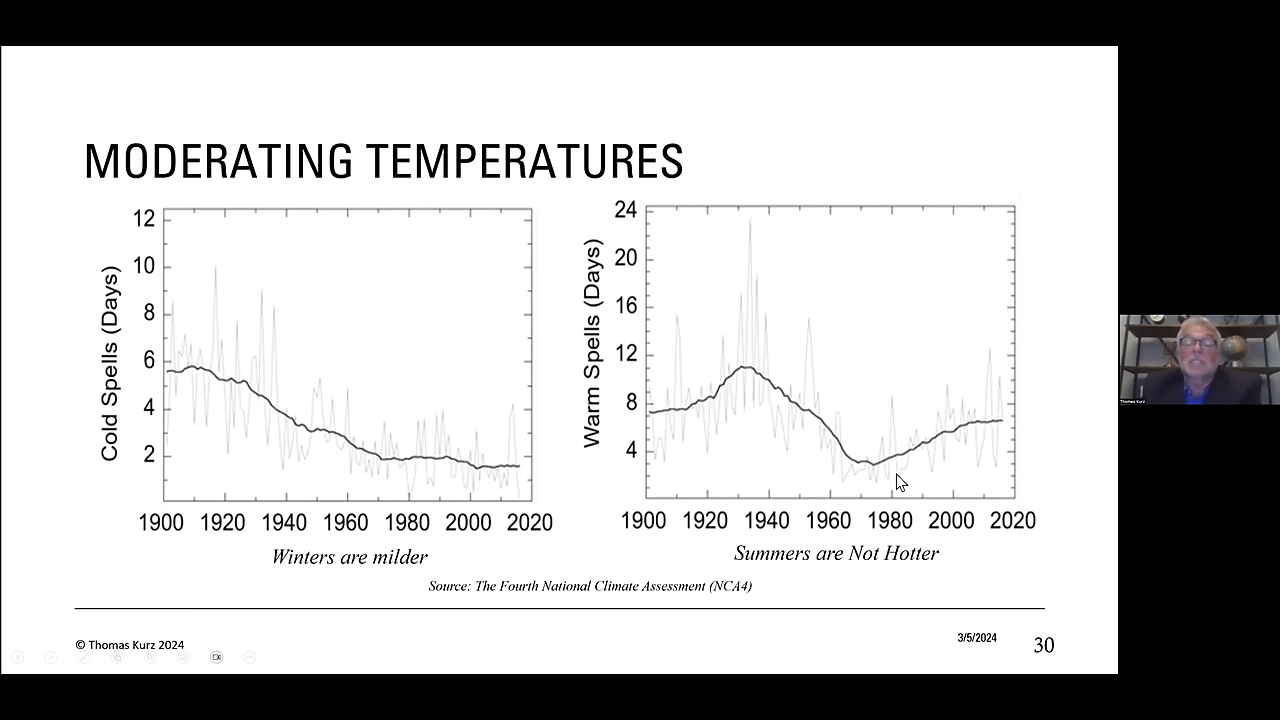 MODERATING TEMPERATURES
12
10
8
6
4
2
Cold Spells (Days)
1900 1920 1940 1960 1980 2000 2020
Winters are milder
24
20
16
12
8
4
Warm Spells (Days)
1900 1920 1940 1960 1980 2000 2020
Summers are Not Hotter
Source: The Fourth National Climate Assessment (NCA4)
© Thomas Kurz 2024
3/5/2024
30
Thomas Kurz